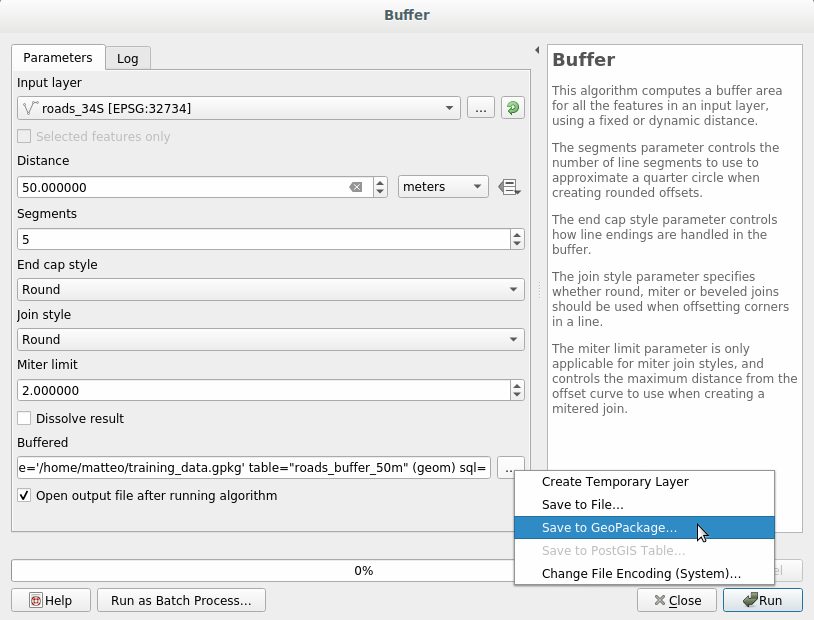 Buffer
Parameters
Log
Input layer
roads_34S [EPSG:32734]
...
Selected features only
Distance
50.000000
meters
Segments
5
End cap style
Round
Join style
Round
Miter limit
2.000000
Dissolve result
Buffered
e='/home/matteo/training_data.gpkg' table="roads_buffer_50m" (geom) sql=
...
Open output file after running algorithm
Buffer
This algorithm computes a buffer area
for all the features in an input layer,
using a fixed or dynamic distance.
The segments parameter controls the
number of line segments to use to
approximate a quarter circle when
creating rounded offsets.
The end cap style parameter controls
how line endings are handled in the
buffer.
The join style parameter specifies
whether round, miter or beveled joins
should be used when offsetting corners
in a line.
The miter limit parameter is only
applicable for miter join styles, and
controls the maximum distance from the
offset curve to use when creating a
mitered join.
Create Temporary Layer
Save to File...
Save to GeoPackage...
Save to PostGIS Table...
Change File Encoding (System)...
0%
Help
Run as Batch Process...
Close
Run